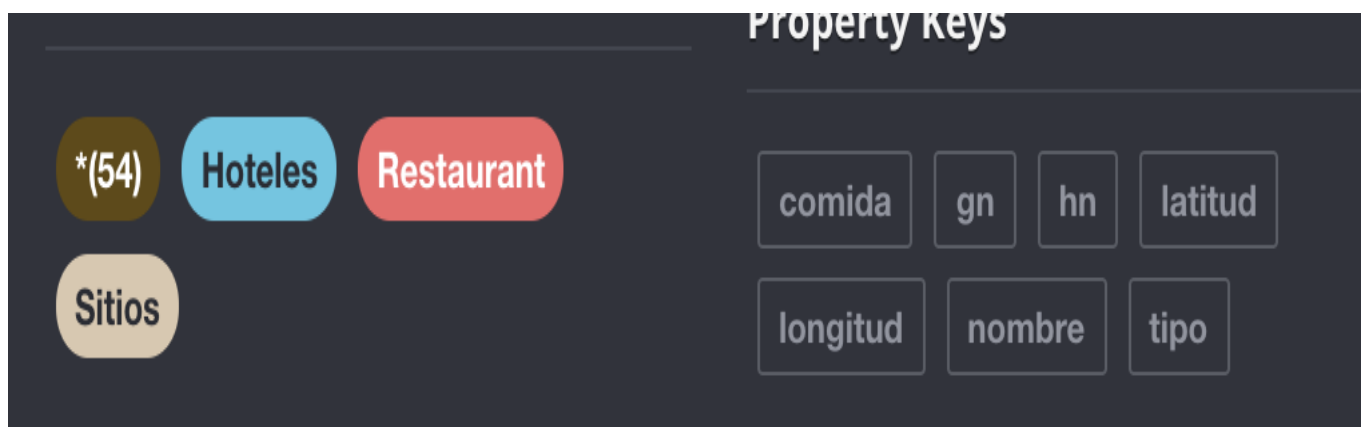 Property Keys
*(54) Hoteles Restaurant
Sitios
comida gn hn latitud
longitud nombre tipo